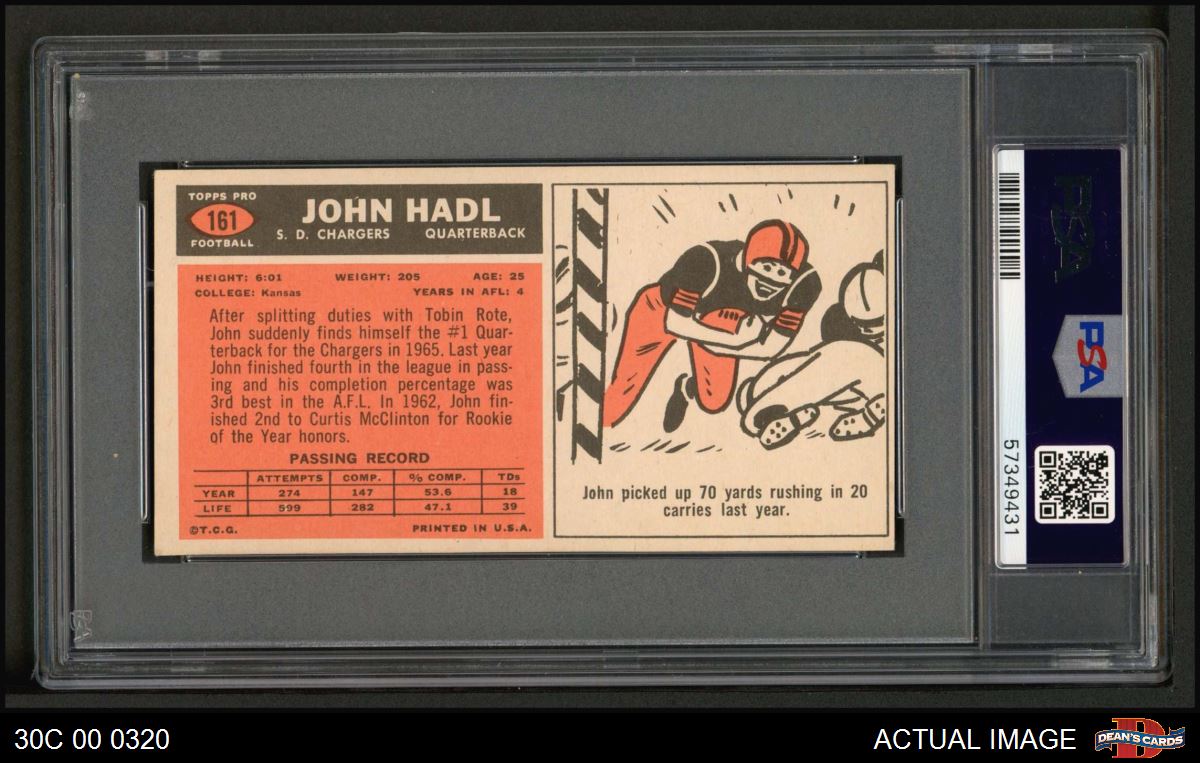 TOPPS PRO
161
FOOTBALL
JOHN HADL
S. D. CHARGERS QUARTERBACK
HEIGHT: 6:01 WEIGHT: 205 AGE: 25
COLLEGE: Kansas YEARS IN AFL: 4
After splitting duties with Tobin Rote,
John suddenly finds himself the #1 Quar-
terback for the Chargers in 1965. Last year
John finished fourth in the league in pass-
ing and his completion percentage was
3rd best in the A.F.L. In 1962, John fin-
ished 2nd to Curtis McClinton for Rookie
of the Year honors.
PASSING RECORD
ATTEMPTS COMP. % COMP. TDs
YEAR 274 147 53.6 18
LIFE 599 282 47.1 39
©T.C.G. PRINTED IN U.S.A.
John picked up 70 yards rushing in 20
carries last year.
PSA
PSA
57349431
PSA
30C 00 0320
ACTUAL IMAGE
DEAN'S CARDS